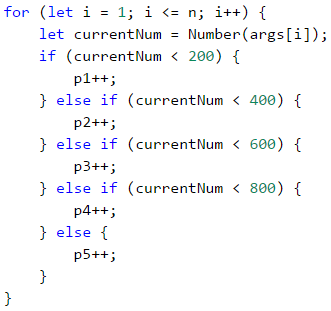 for (let i = 1; i <= n; i++) {
    let currentNum = Number(args[i]);
    if (currentNum < 200) {
        p1++;
    } else if (currentNum < 400) {
        p2++;
    } else if (currentNum < 600) {
        p3++;
    } else if (currentNum < 800) {
        p4++;
    } else {
        p5++;
    }
}